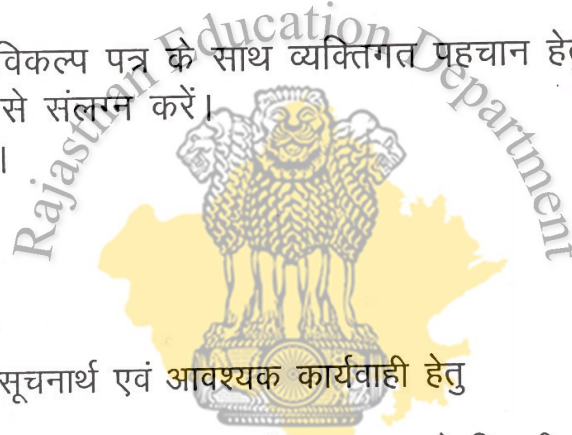 Rajasthan Education Department
विकल्प पत्र के साथ व्यक्तिगत पहचान हेतु
से संलग्न करें।
।
सूचनार्थ एवं आवश्यक कार्यवाही हेतु